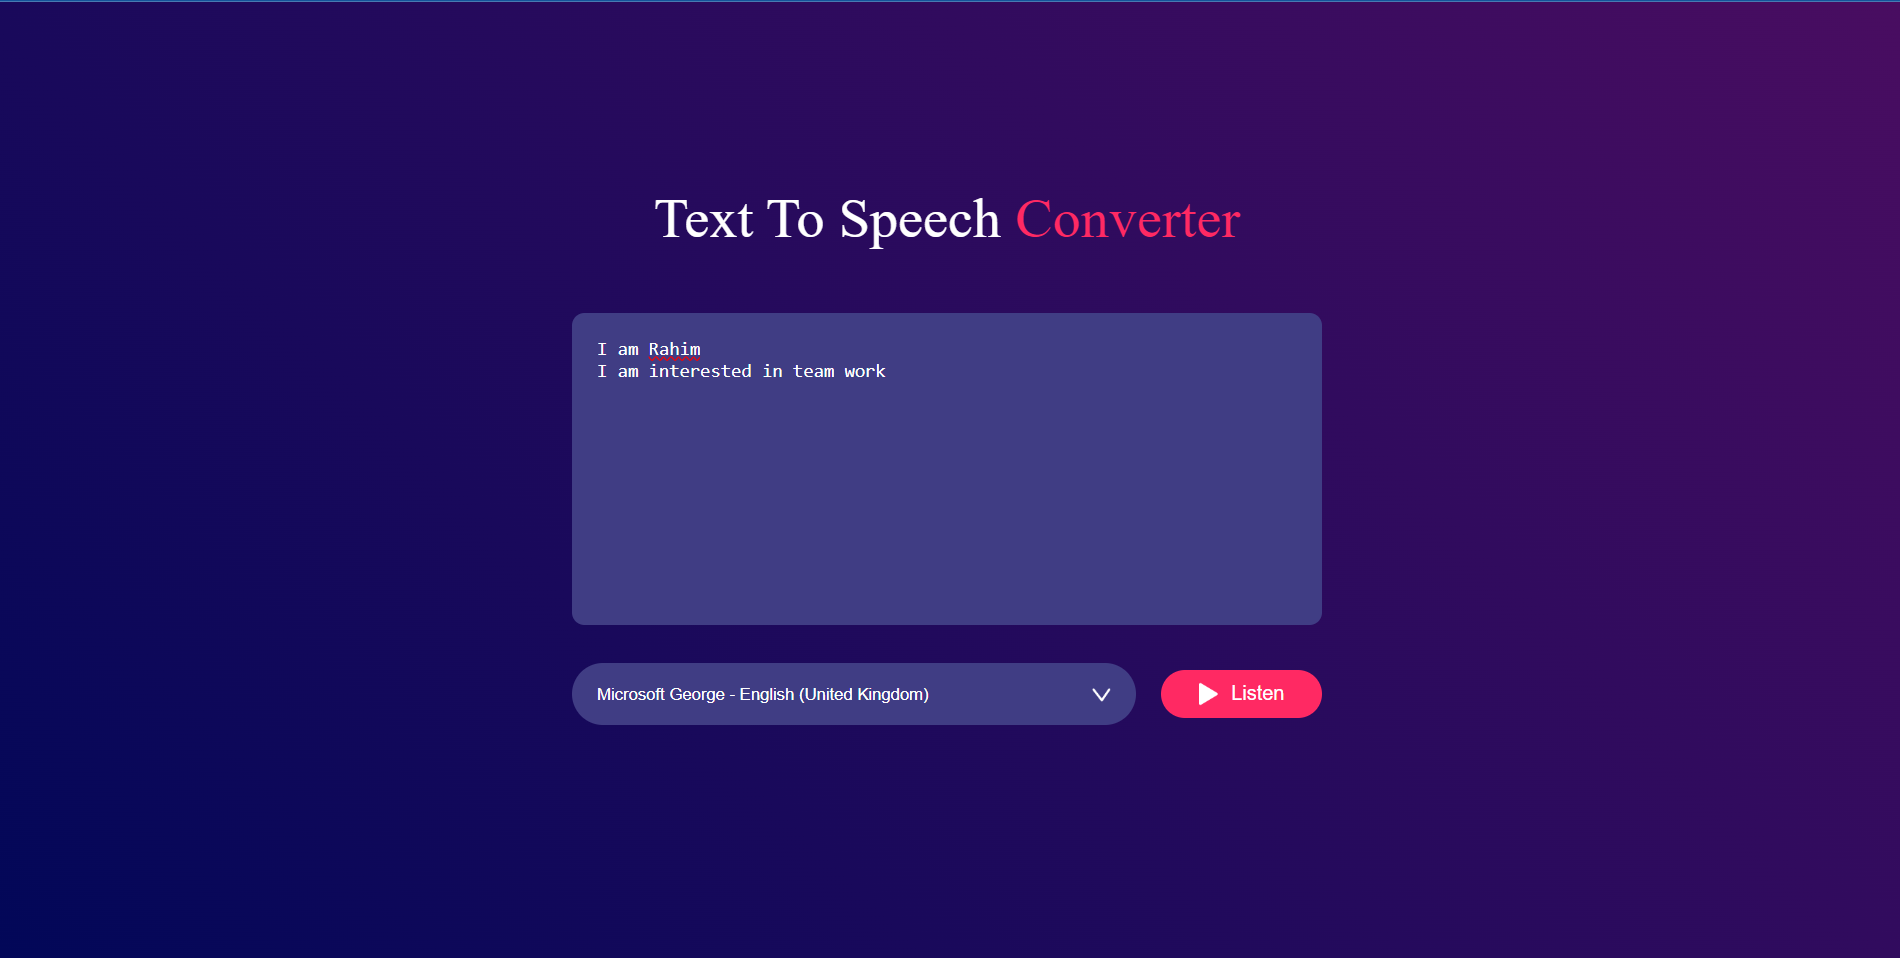 Text To Speech Converter
I am Rahim
I am interested in team work
Microsoft George - English (United Kingdom)
Listen